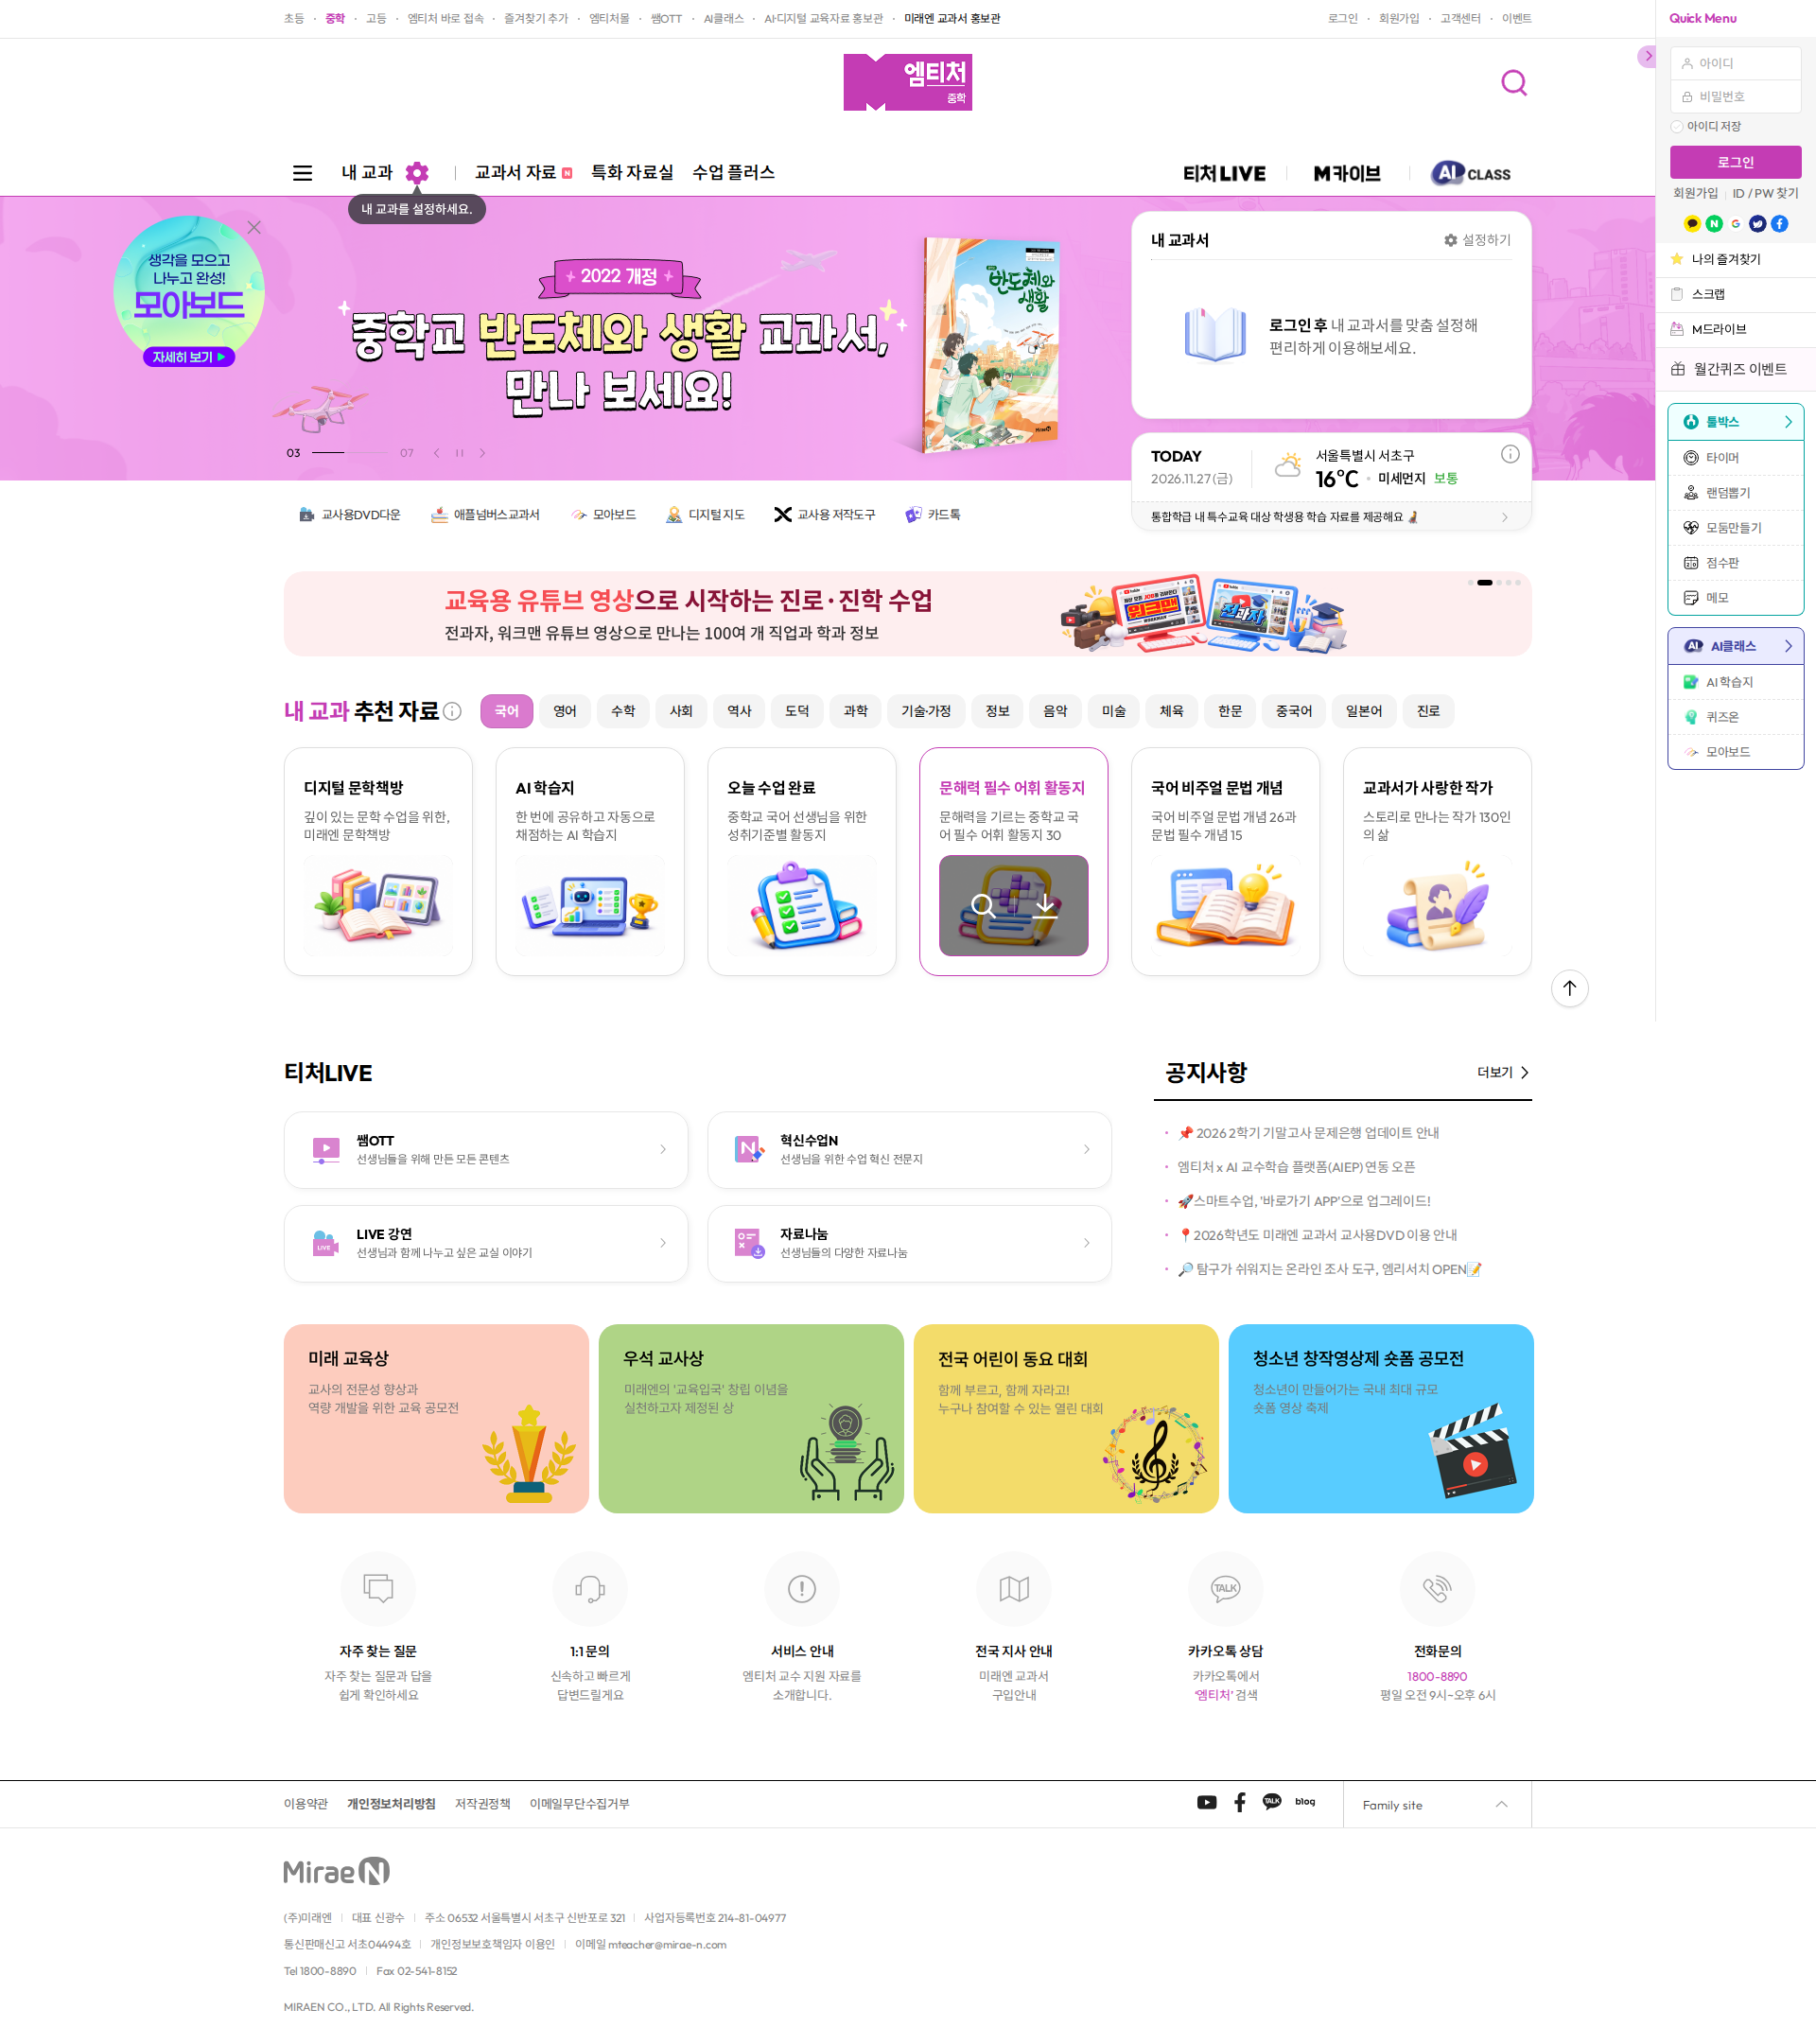 초등 · 중학 · 고등 · 엠티처 바로 접속 · 즐겨찾기 추가 · 엠티처몰 · 쌤OTT · AI클래스 · AI·디지털 교육자료 홍보관 · 미래엔 교과서 홍보관
로그인 · 회원가입 · 고객센터 · 이벤트
Quick Menu
엠티처
중학
아이디
비밀번호
아이디 저장
로그인
회원가입 ID / PW 찾기
내 교과
교과서 자료 N
특화 자료실
수업 플러스
티처LIVE
M카이브
AI CLASS
내 교과를 설정하세요.
생각을 모으고
나누고 완성!
모아보드
자세히 보기
2022 개정
중학교 반도체와 생활 교과서,
만나 보세요!
반도체와
생활
MiraeN
03 07
내 교과서
설정하기
로그인 후 내 교과서를 맞춤 설정해
편리하게 이용해보세요.
TODAY
2026.11.27 (금)
서울특별시 서초구
16℃ 미세먼지 보통
통합학급 내 특수교육 대상 학생용 학습 자료를 제공해요
나의 즐겨찾기
스크랩
M드라이브
월간퀴즈 이벤트
툴박스
타이머
랜덤뽑기
모둠만들기
점수판
메모
AI AI클래스
AI 학습지
퀴즈온
모아보드
교사용DVD다운
애플넘버스교과서
모아보드
디지털 지도
교사용 저작도구
카드톡
교육용 유튜브 영상으로 시작하는 진로·진학 수업
전과자, 워크맨 유튜브 영상으로 만나는 100여 개 직업과 학과 정보
워크맨
전과자
내 교과 추천 자료
국어 영어 수학 사회 역사 도덕 과학 기술·가정 정보 음악 미술 체육 한문 중국어 일본어 진로
디지털 문학책방
깊이 있는 문학 수업을 위한,
미래엔 문학책방
AI 학습지
한 번에 공유하고 자동으로
채점하는 AI 학습지
오늘 수업 완료
중학교 국어 선생님을 위한
성취기준별 활동지
문해력 필수 어휘 활동지
문해력을 기르는 중학교 국
어 필수 어휘 활동지 30
국어 비주얼 문법 개념
국어 비주얼 문법 개념 26과
문법 필수 개념 15
교과서가 사랑한 작가
스토리로 만나는 작가 130인
의 삶
티처LIVE
쌤OTT
선생님들을 위해 만든 모든 콘텐츠
혁신수업N
선생님을 위한 수업 혁신 전문지
LIVE
LIVE 강연
선생님과 함께 나누고 싶은 교실 이야기
자료나눔
선생님들의 다양한 자료나눔
공지사항
더보기
2026 2학기 기말고사 문제은행 업데이트 안내
엠티처 x AI 교수학습 플랫폼(AIEP) 연동 오픈
스마트수업, '바로가기 APP'으로 업그레이드!
2026학년도 미래엔 교과서 교사용DVD 이용 안내
탐구가 쉬워지는 온라인 조사 도구, 엠리서치 OPEN
미래 교육상
교사의 전문성 향상과
역량 개발을 위한 교육 공모전
우석 교사상
미래엔의 '교육입국' 창립 이념을
실천하고자 제정된 상
전국 어린이 동요 대회
함께 부르고, 함께 자라고!
누구나 참여할 수 있는 열린 대회
청소년 창작영상제 숏폼 공모전
청소년이 만들어가는 국내 최대 규모
숏폼 영상 축제
자주 찾는 질문
자주 찾는 질문과 답을
쉽게 확인하세요
1:1 문의
신속하고 빠르게
답변드릴게요
서비스 안내
엠티처 교수 지원 자료를
소개합니다.
전국 지사 안내
미래엔 교과서
구입안내
TALK
카카오톡 상담
카카오톡에서
'엠티처' 검색
전화문의
1800-8890
평일 오전 9시~오후 6시
이용약관 개인정보처리방침 저작권정책 이메일무단수집거부
TALK
blog
Family site
Mirae N
(주)미래엔 대표 신광수 주소 06532 서울특별시 서초구 신반포로 321 사업자등록번호 214-81-04977
통신판매신고 서초04494호 개인정보보호책임자 이용인 이메일 mteacher@mirae-n.com
Tel 1800-8890 Fax 02-541-8152
MIRAEN CO., LTD. All Rights Reserved.